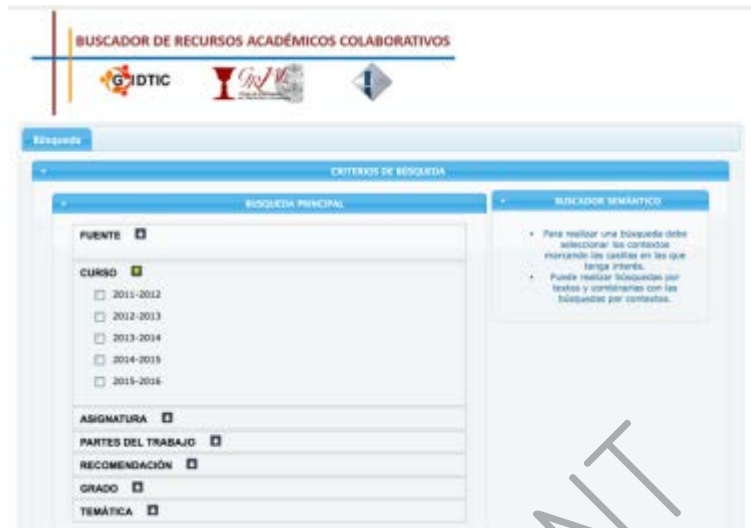 BUSCADOR DE RECURSOS ACADÉMICOS COLABORATIVOS
GIDTIC
Búsqueda
CRITERIOS DE BÚSQUEDA
BUSQUEDA PRINCIPAL
FUENTE
CURSO
2011-2012
2012-2013
2013-2014
2014-2015
2015-2016
ASIGNATURA
PARTES DEL TRABAJO
RECOMENDACIÓN
GRADO
TEMÁTICA
BUSCADOR SEMÁNTICO
Para realizar una búsqueda debe
seleccionar los contextos
marcando las casillas en las que
tenga interés.
Puede realizar búsquedas por
textos y combinarlas con las
búsquedas por contextos.